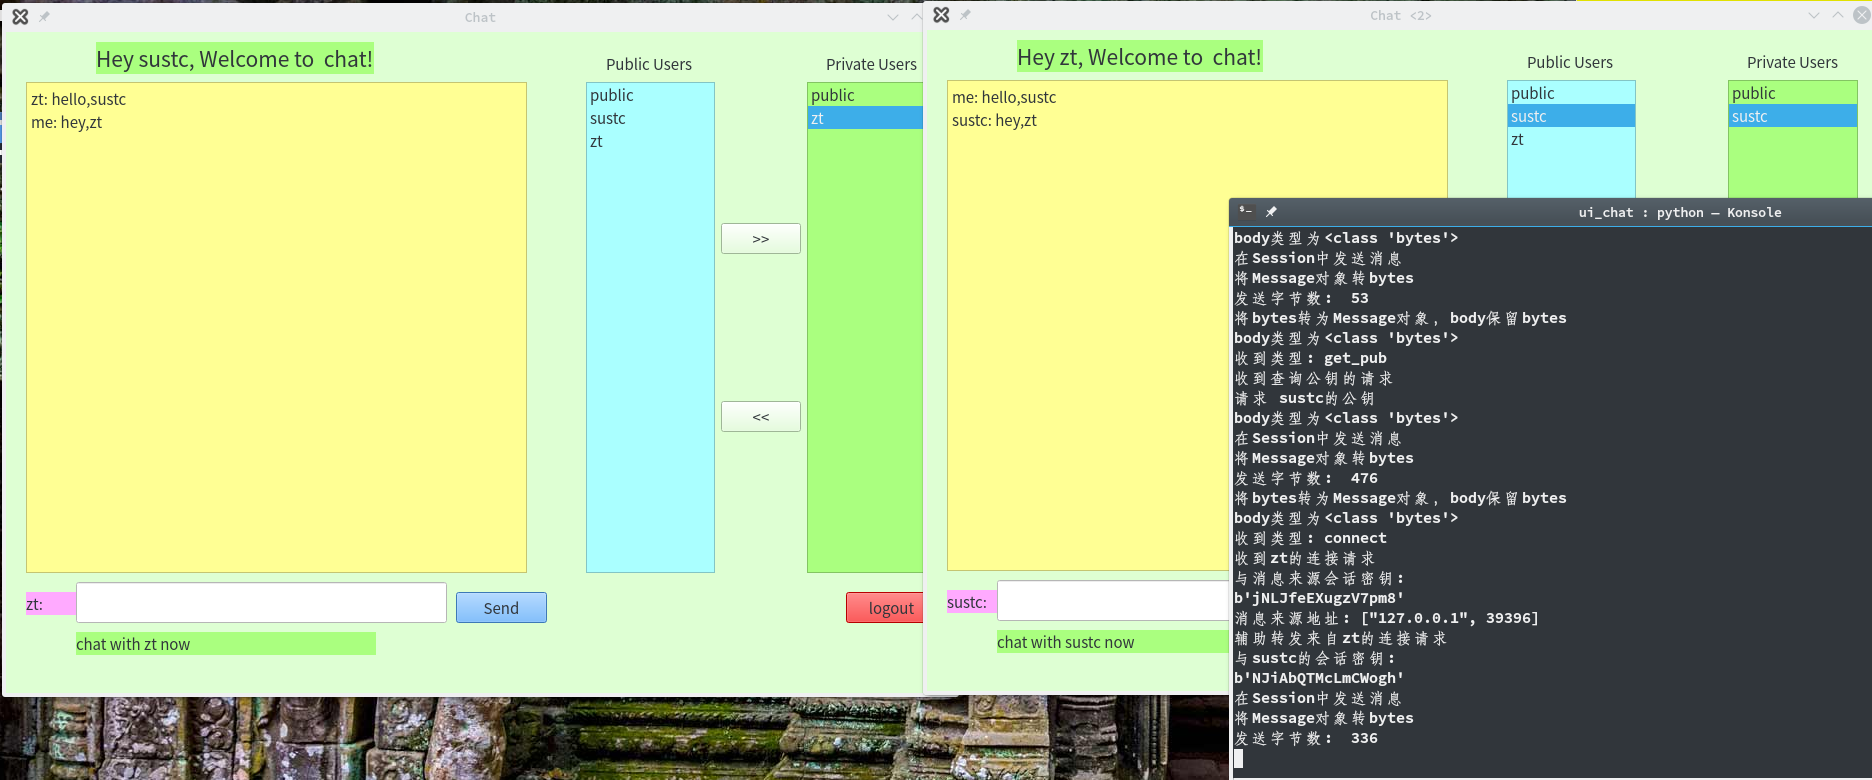 Chat
Hey sustc, Welcome to  chat!
Public Users
Private Users
zt: hello,sustc
me: hey,zt
public
sustc
zt
public
zt
>>
<<
zt:
Send
logout
chat with zt now
Chat <2>
Hey zt, Welcome to  chat!
Public Users
Private Users
me: hello,sustc
sustc: hey,zt
public
sustc
zt
public
sustc
sustc:
chat with sustc now
ui_chat : python — Konsole
body类型为<class 'bytes'>
在Session中发送消息
将Message对象转bytes
发送字节数:  53
将bytes转为Message对象, body保留bytes
body类型为<class 'bytes'>
收到类型: get_pub
收到查询公钥的请求
请求 sustc的公钥
body类型为<class 'bytes'>
在Session中发送消息
将Message对象转bytes
发送字节数:  476
将bytes转为Message对象, body保留bytes
body类型为<class 'bytes'>
收到类型: connect
收到zt的连接请求
与消息来源会话密钥:
b'jNLJfeEXugzV7pm8'
消息来源地址: ["127.0.0.1", 39396]
辅助转发来自zt的连接请求
与sustc的会话密钥:
b'NJiAbQTMcLmCWogh'
在Session中发送消息
将Message对象转bytes
发送字节数:  336